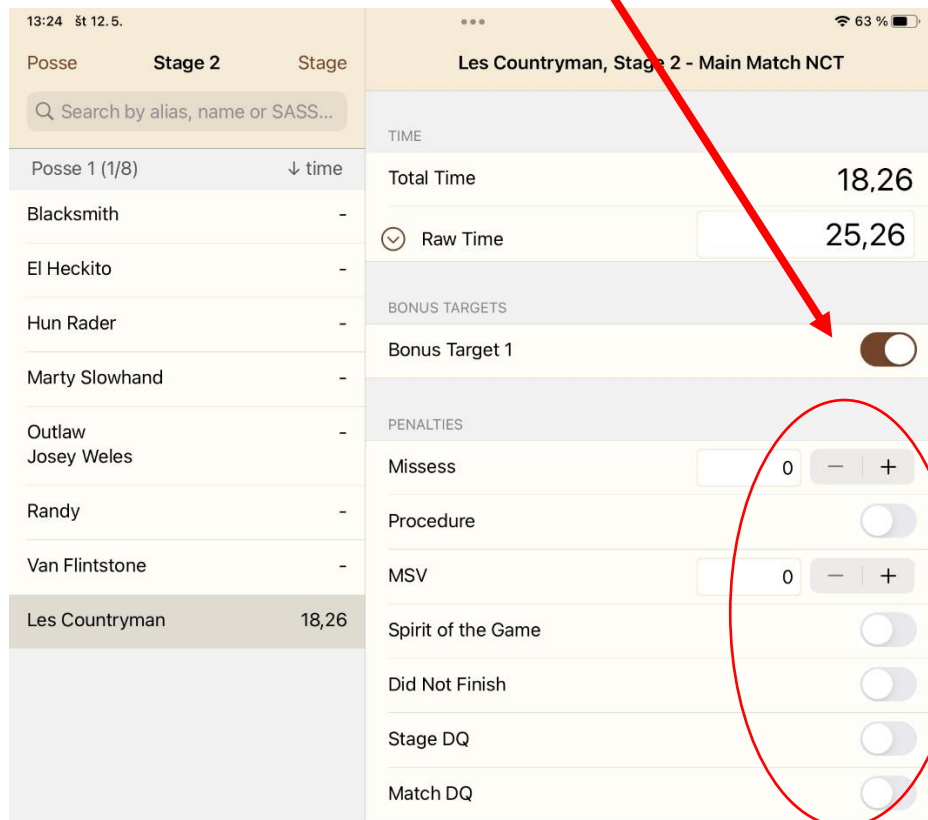 13:24 št 12. 5.
63 %
Posse Stage 2 Stage
Search by alias, name or SASS...
Posse 1 (1/8) ↓ time
Blacksmith -
El Heckito -
Hun Rader -
Marty Slowhand -
Outlaw -
Josey Weles
Randy -
Van Flintstone -
Les Countryman 18,26
Les Countryman, Stage 2 - Main Match NCT
TIME
Total Time 18,26
Raw Time 25,26
BONUS TARGETS
Bonus Target 1
PENALTIES
Missess 0 − +
Procedure
MSV 0 − +
Spirit of the Game
Did Not Finish
Stage DQ
Match DQ